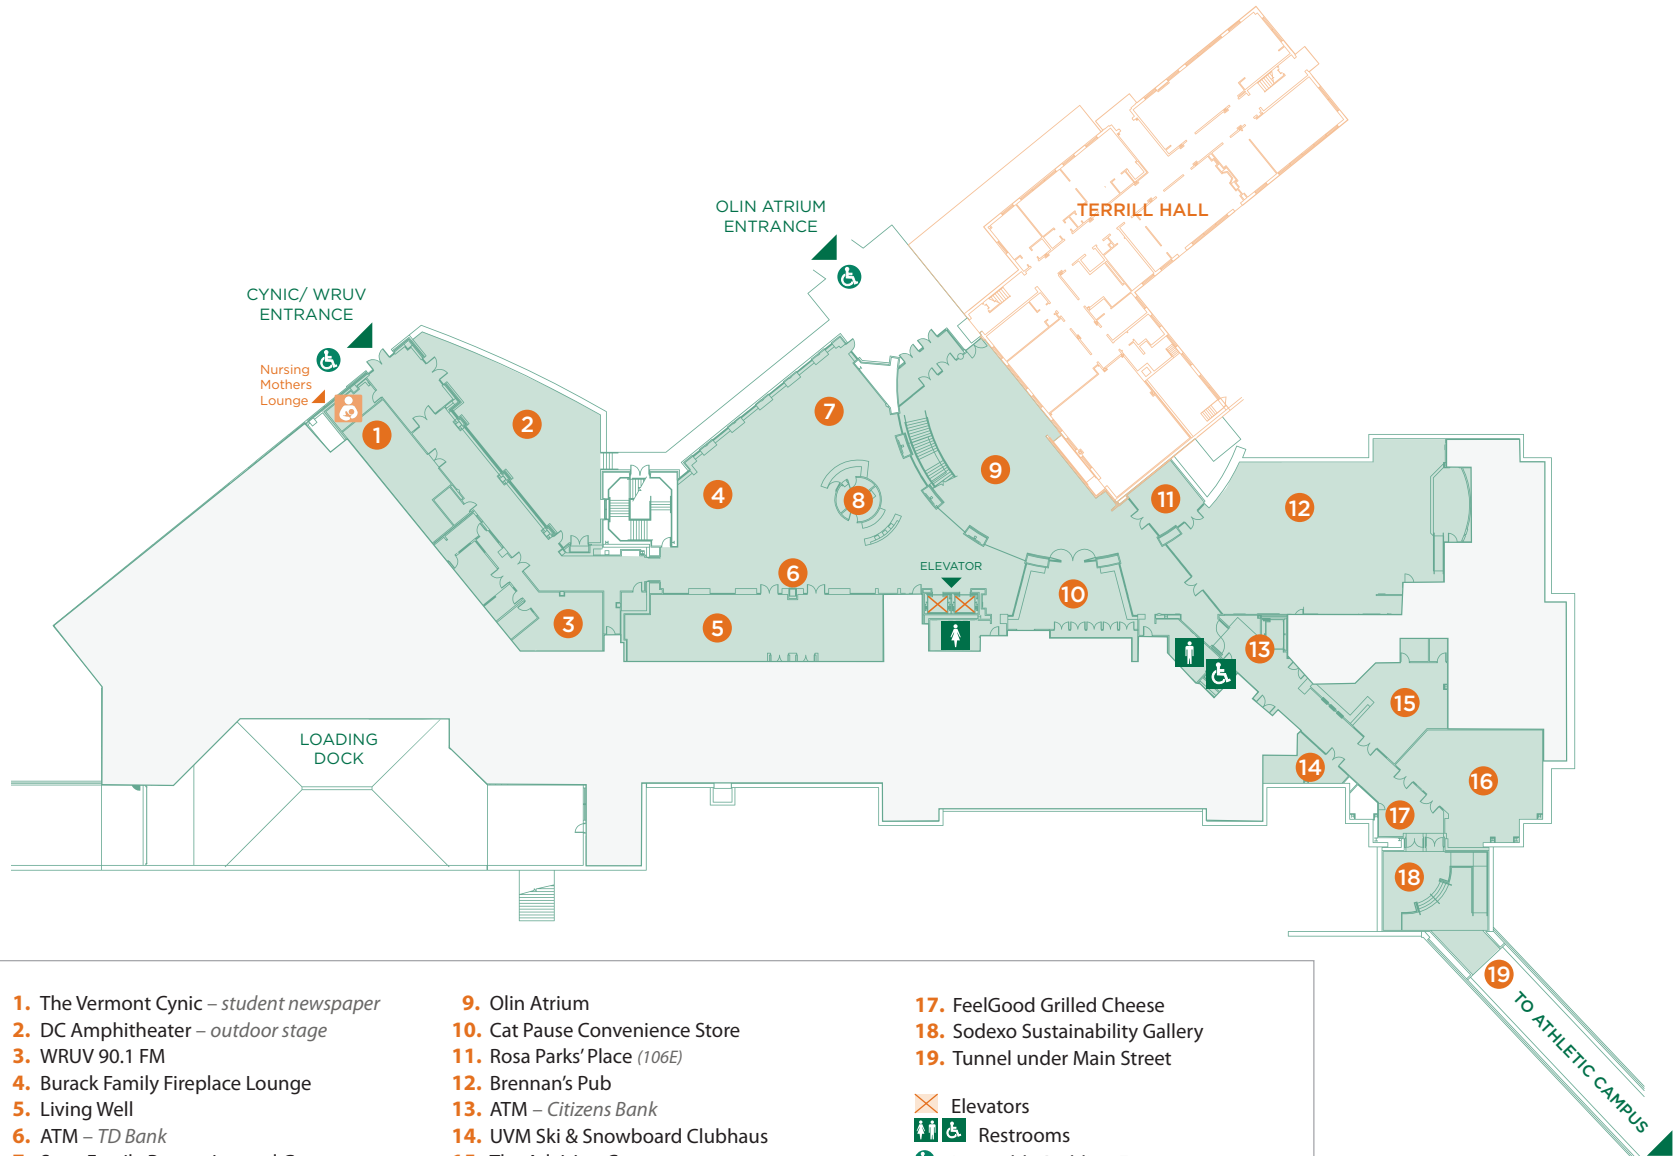 TERRILL HALL
OLIN ATRIUM
ENTRANCE
CYNIC/ WRUV
ENTRANCE
Nursing
Mothers
Lounge
1
2
3
4
5
6
7
8
9
ELEVATOR
10
11
12
13
14
15
16
17
18
19
LOADING
DOCK
TO ATHLETIC CAMPUS
1. The Vermont Cynic – student newspaper
2. DC Amphitheater – outdoor stage
3. WRUV 90.1 FM
4. Burack Family Fireplace Lounge
5. Living Well
6. ATM – TD Bank
9. Olin Atrium
10. Cat Pause Convenience Store
11. Rosa Parks' Place (106E)
12. Brennan's Pub
13. ATM – Citizens Bank
14. UVM Ski & Snowboard Clubhaus
17. FeelGood Grilled Cheese
18. Sodexo Sustainability Gallery
19. Tunnel under Main Street
Elevators
Restrooms